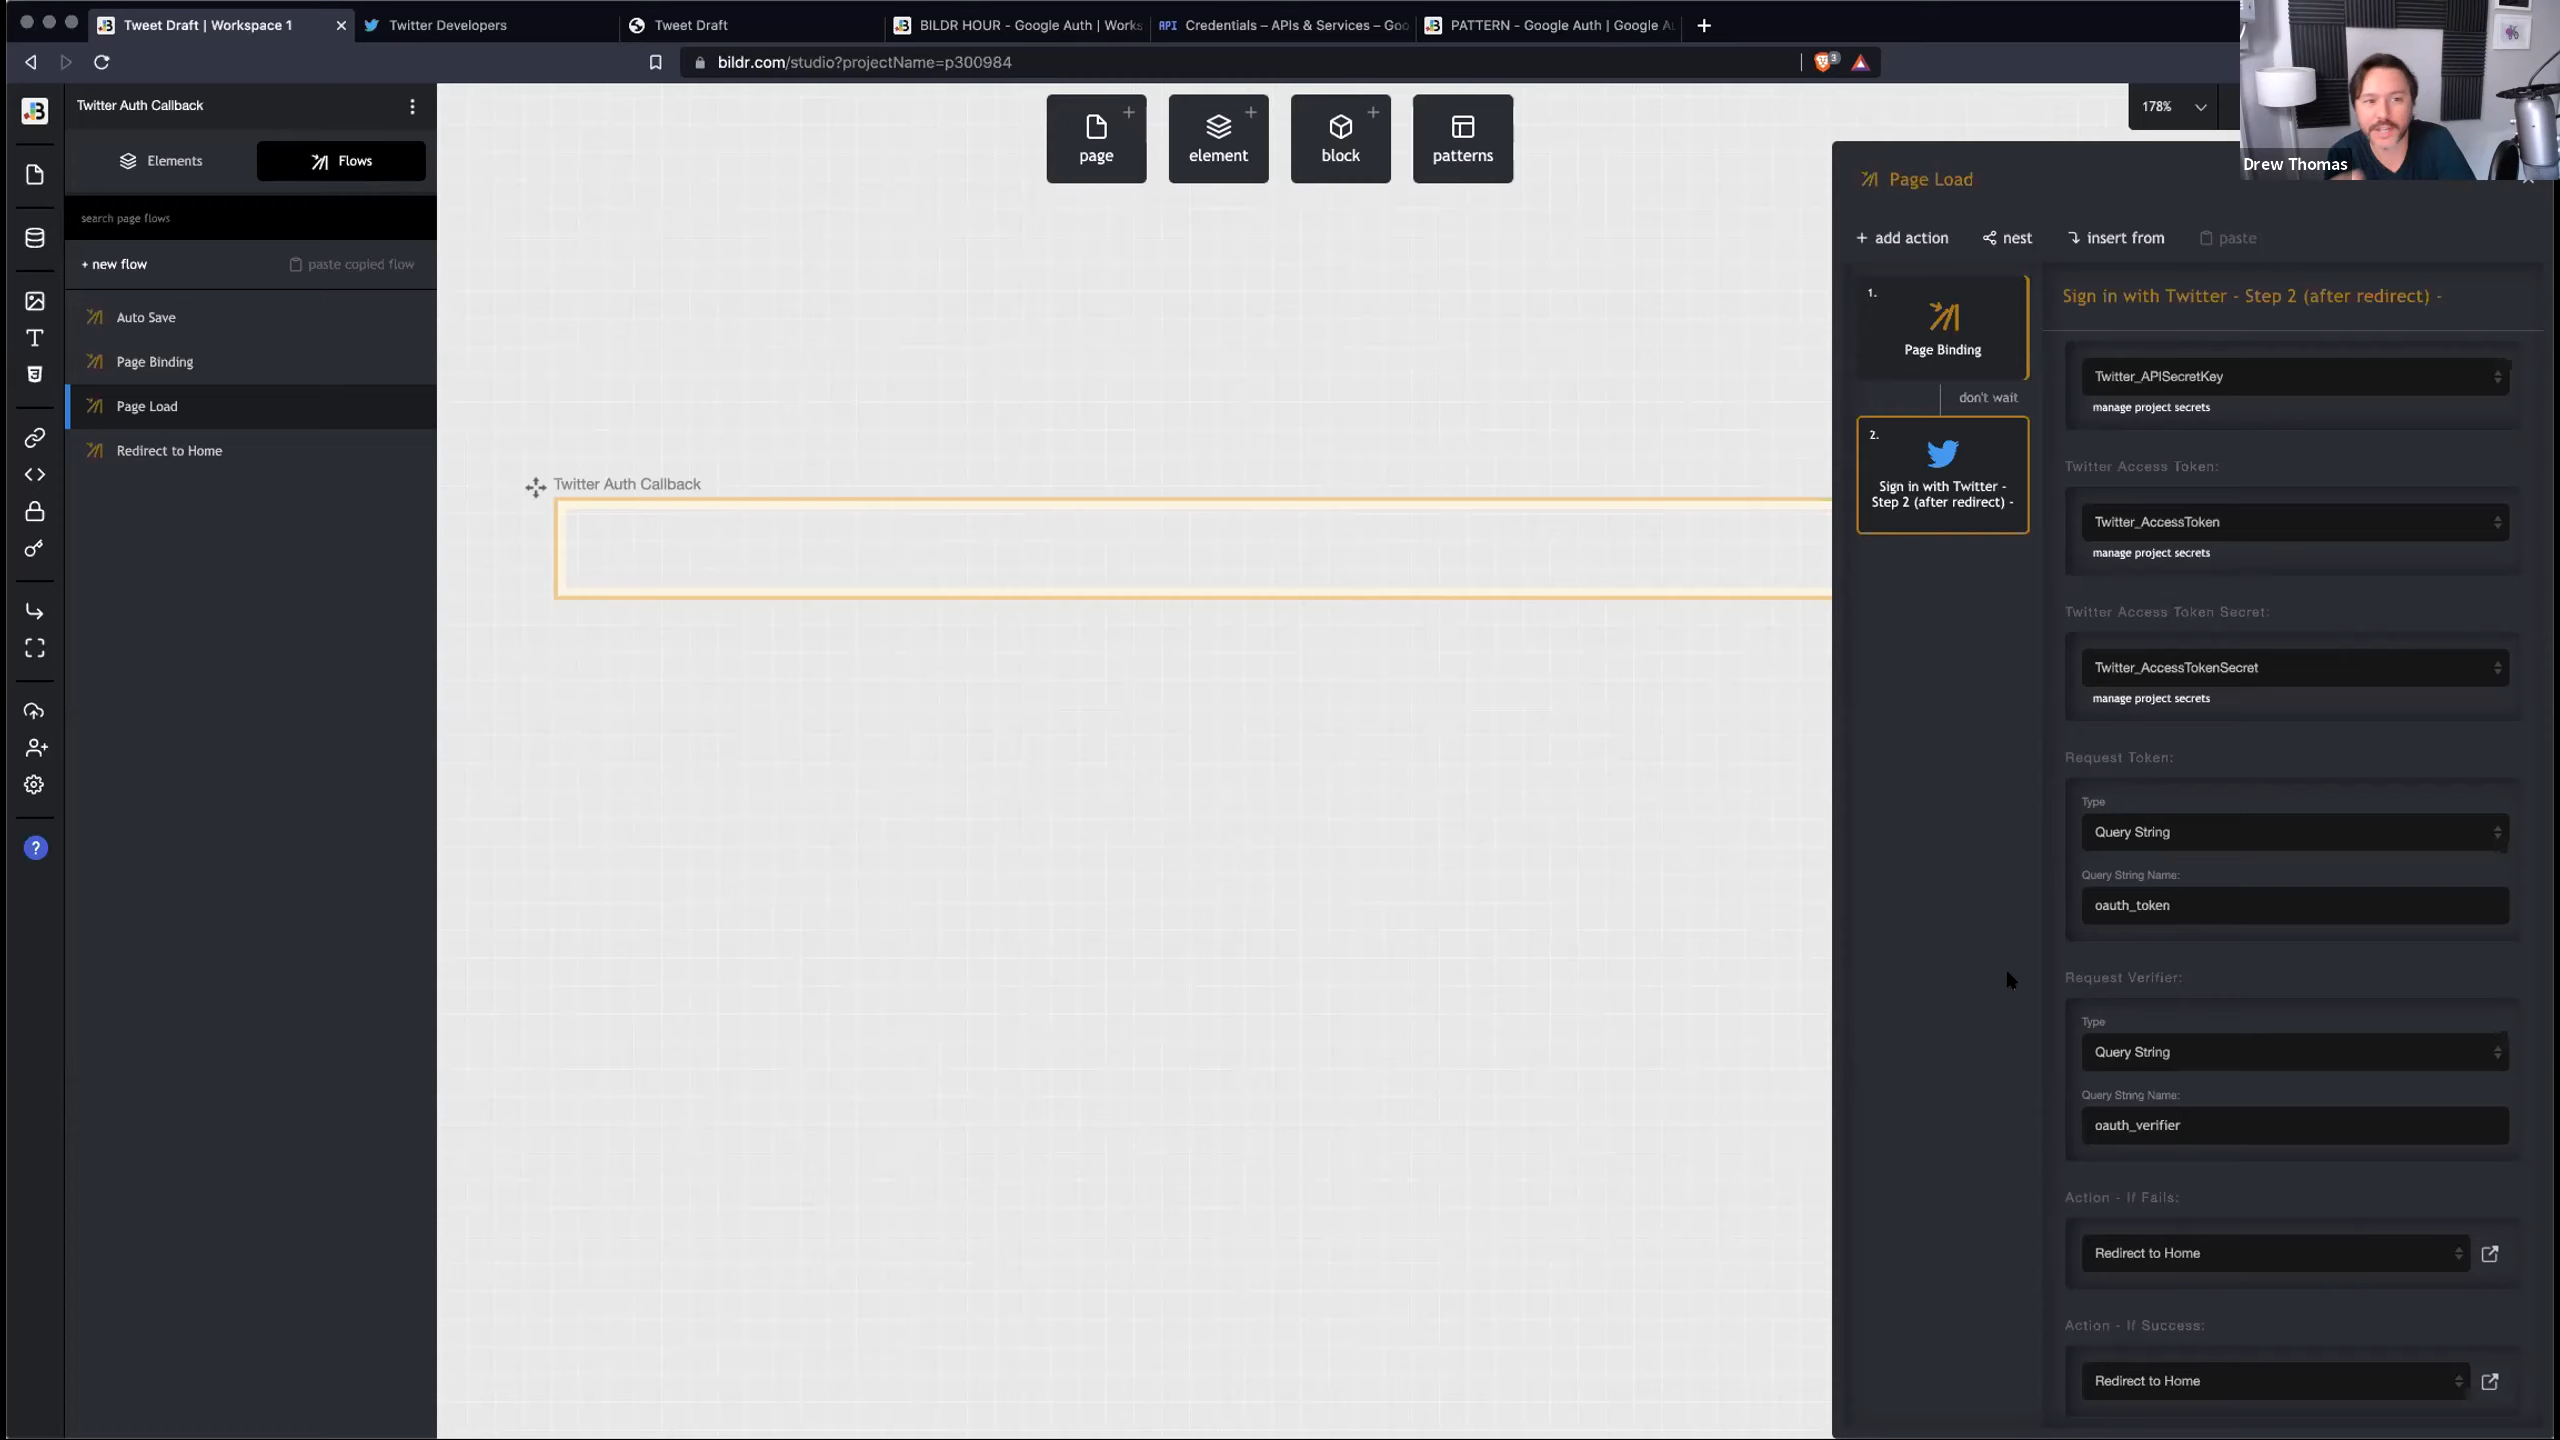 Tweet Draft | Workspace 1
Twitter Developers
Tweet Draft
BILDR HOUR - Google Auth | Works
API Credentials – APIs & Services – Goo
PATTERN - Google Auth | Google Au
bildr.com/studio?projectName=p300984
3
Drew Thomas
Twitter Auth Callback
Elements
Flows
search page flows
+ new flow
paste copied flow
Auto Save
Page Binding
Page Load
Redirect to Home
?
page
element
block
patterns
178%
Twitter Auth Callback
Page Load
+ add action
nest
insert from
paste
1.
Page Binding
don't wait
2.
Sign in with Twitter -
Step 2 (after redirect) -
Sign in with Twitter - Step 2 (after redirect) -
Twitter_APISecretKey
manage project secrets
Twitter Access Token:
Twitter_AccessToken
manage project secrets
Twitter Access Token Secret:
Twitter_AccessTokenSecret
manage project secrets
Request Token:
Type
Query String
Query String Name:
oauth_token
Request Verifier:
Type
Query String
Query String Name:
oauth_verifier
Action - If Fails:
Redirect to Home
Action - If Success:
Redirect to Home